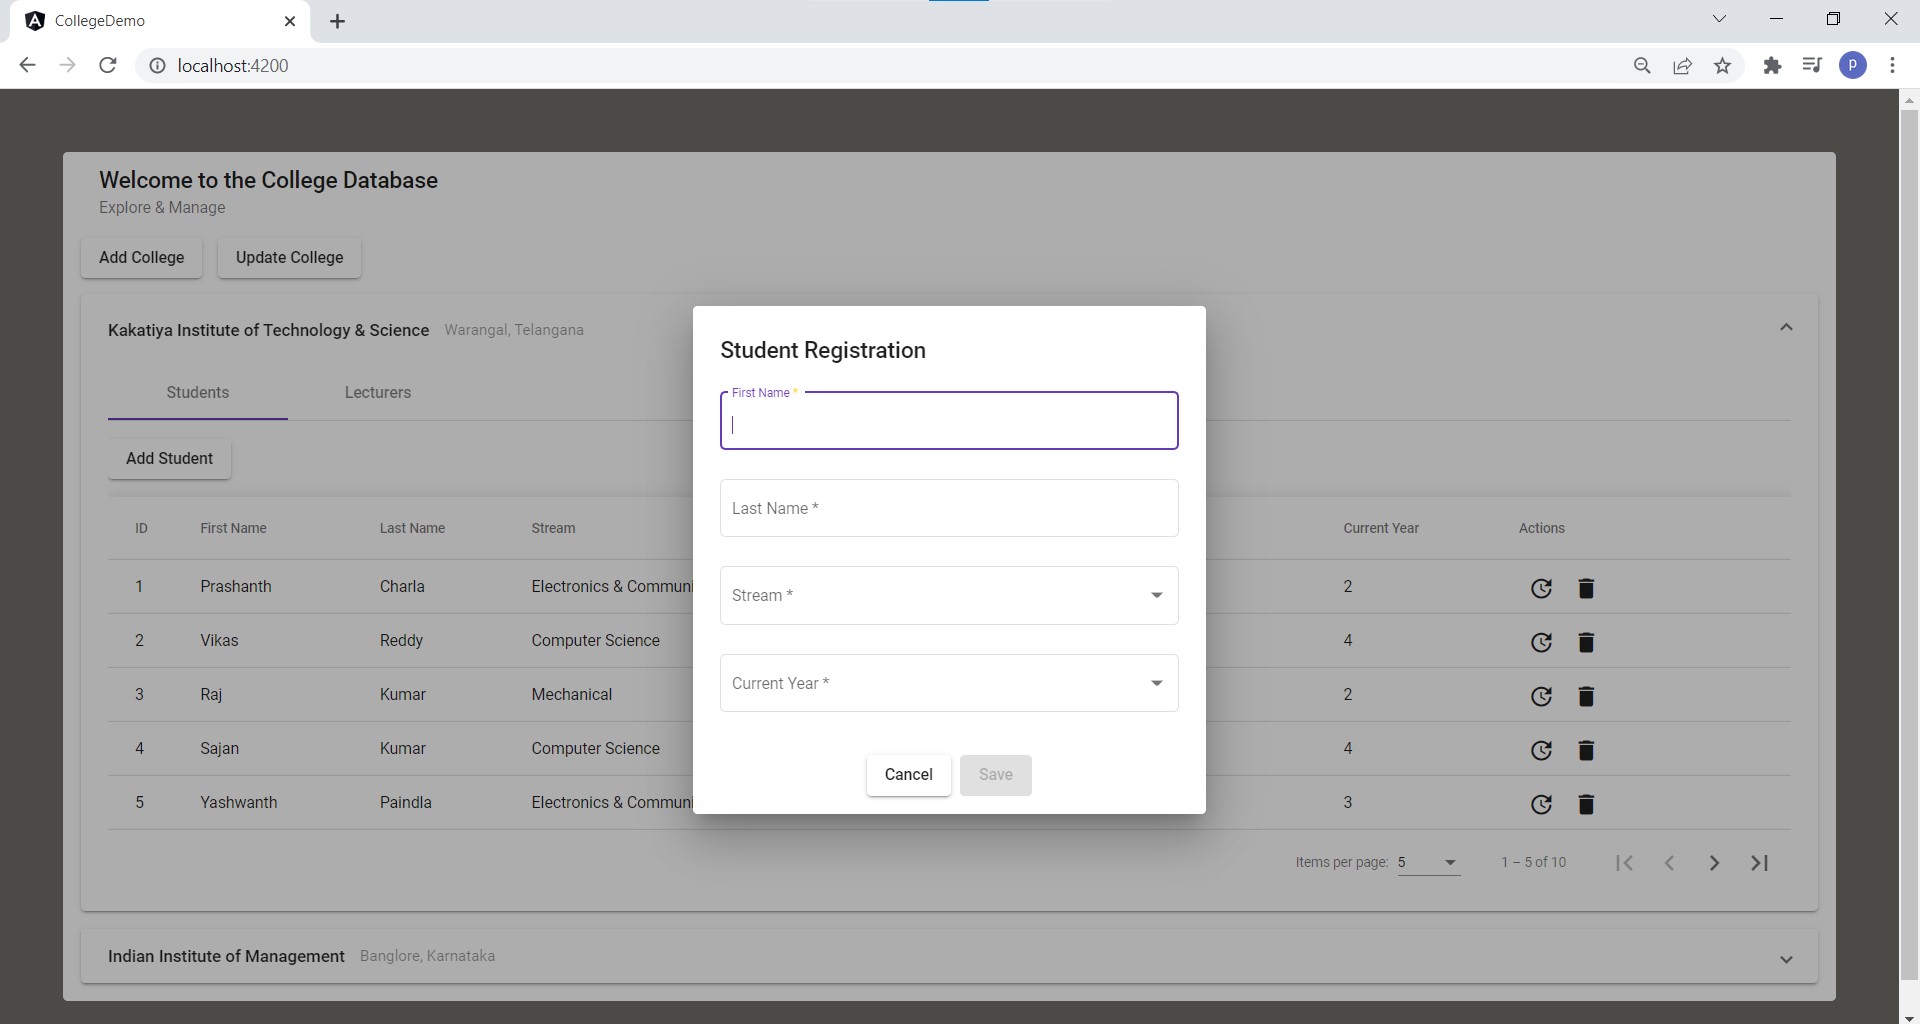 CollegeDemo
localhost:4200
P
Welcome to the College Database
Explore & Manage
Add College Update College
Kakatiya Institute of Technology & Science Warangal, Telangana
Students Lecturers
Add Student
ID First Name Last Name Stream Current Year Actions
1 Prashanth Charla Electronics & Communi 2
2 Vikas Reddy Computer Science 4
3 Raj Kumar Mechanical 2
4 Sajan Kumar Computer Science 4
5 Yashwanth Paindla Electronics & Communi 3
Items per page: 5 1 – 5 of 10
Indian Institute of Management Banglore, Karnataka
Student Registration
First Name *
Last Name *
Stream *
Current Year *
Cancel Save